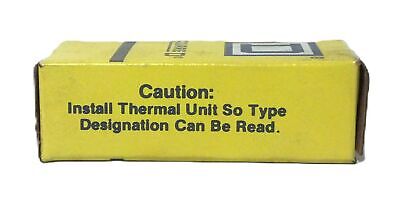 Caution:
Install Thermal Unit So Type
Designation Can Be Read.